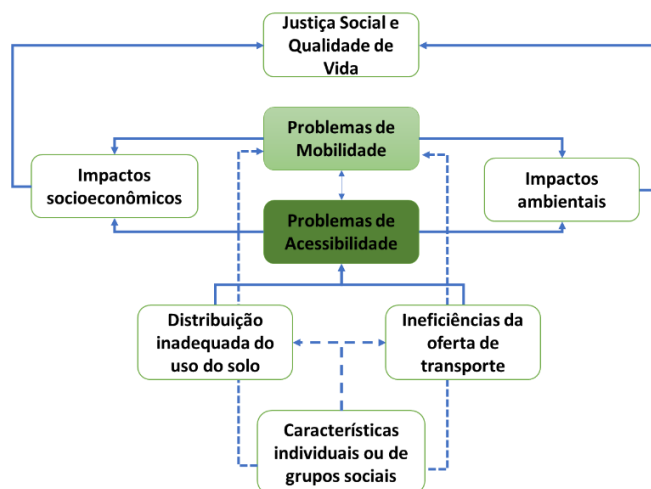 Justiça Social e
Qualidade de
Vida
Problemas de
Mobilidade
Impactos
socioeconômicos
Impactos
ambientais
Problemas de
Acessibilidade
Distribuição
inadequada do
uso do solo
Ineficiências da
oferta de
transporte
Características
individuais ou de
grupos sociais